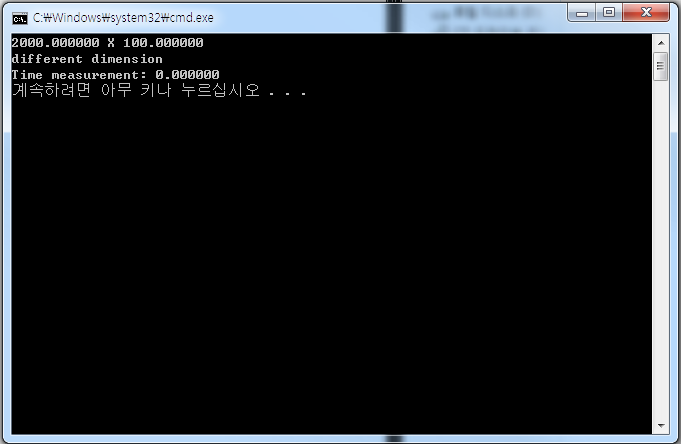 C:₩Windows₩system32₩cmd.exe
2000.000000 X 100.000000
different dimension
Time measurement: 0.000000
계속하려면 아무 키나 누르십시오 . . .